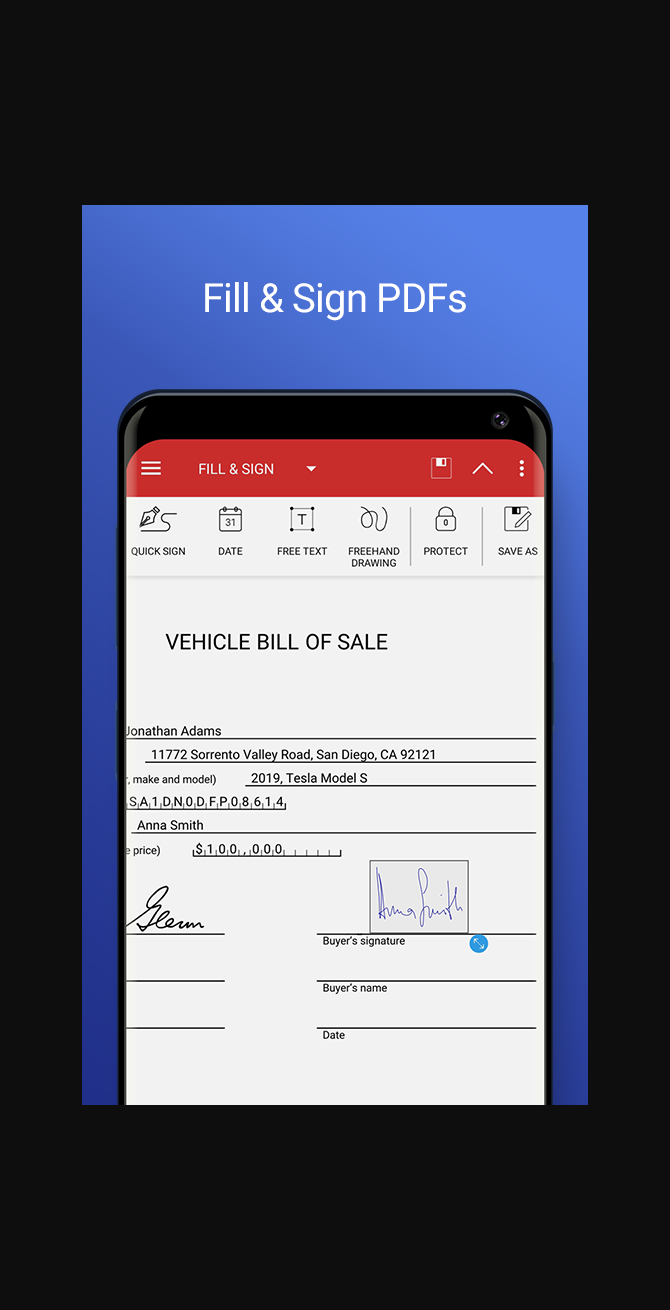 Fill & Sign PDFs
FILL & SIGN
31
T
0
QUICK SIGN
DATE
FREE TEXT
FREEHAND
DRAWING
PROTECT
SAVE AS
VEHICLE BILL OF SALE
Jonathan Adams
11772 Sorrento Valley Road, San Diego, CA 92121
, make and model) 2019, Tesla Model S
SA1DN0DFP08614
Anna Smith
e price) $100,000
Glenn
Anna Smith
Buyer's signature
Buyer's name
Date